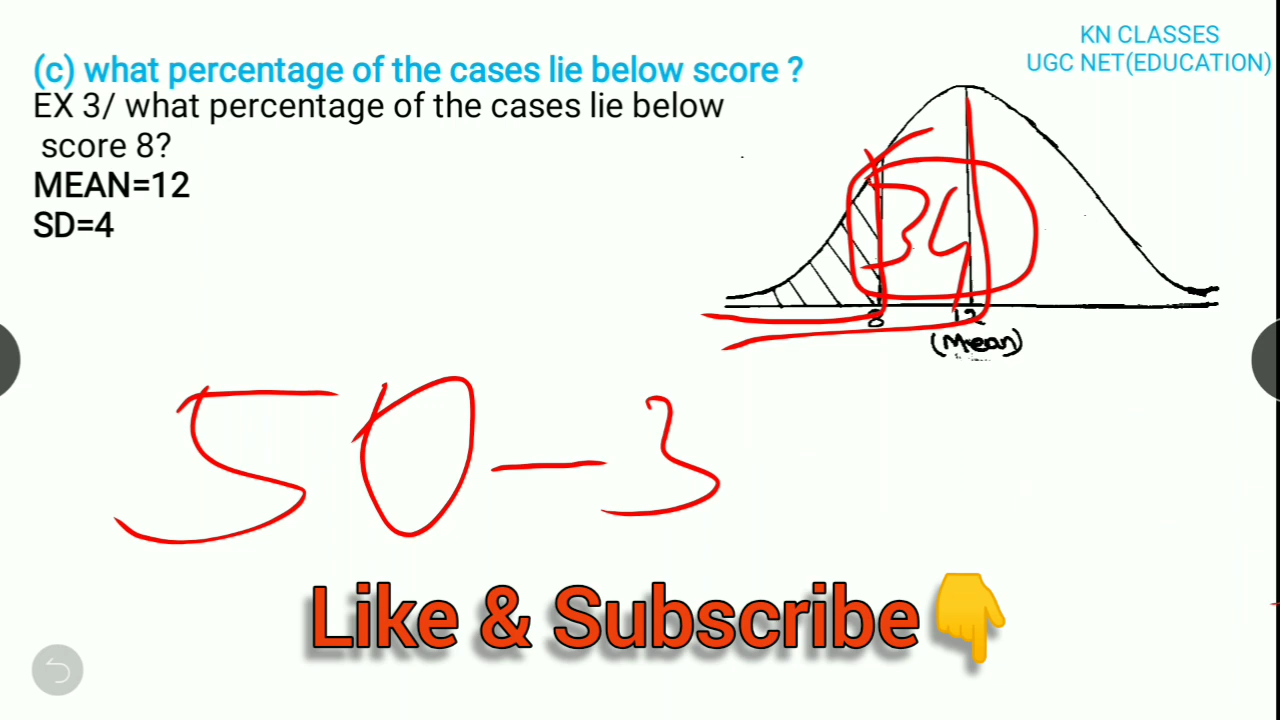 KN CLASSES
UGC NET(EDUCATION)
(c) what percentage of the cases lie below score ?
EX 3/ what percentage of the cases lie below
score 8?
MEAN=12
SD=4
34
8 12
(Mean)
50-3
Like & Subscribe